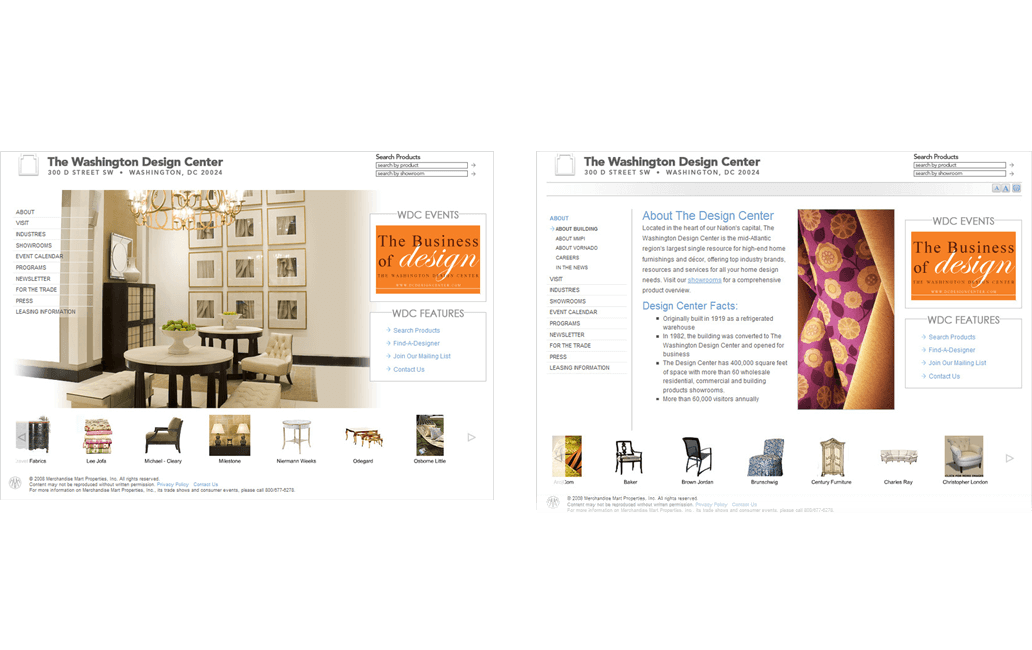 The Washington Design Center
300 D STREET SW • WASHINGTON, DC 20024
Search Products
search by product
search by showroom
ABOUT
VISIT
INDUSTRIES
SHOWROOMS
EVENT CALENDAR
PROGRAMS
NEWSLETTER
FOR THE TRADE
PRESS
LEASING INFORMATION
WDC EVENTS
The Business
of design
THE WASHINGTON DESIGN CENTER
WDC FEATURES
Search Products
Find-A-Designer
Join Our Mailing List
Contact Us
Fabrics
Lee Jofa
Michael - Cleary
Milestone
Niermann Weeks
Odegard
Osborne Little
© 2008 Merchandise Mart Properties, Inc. All rights reserved.
Content may not be reproduced without written permission. Privacy Policy Contact Us
For more information on Merchandise Mart Properties, Inc., its trade shows and consumer events, please call 800/677-6278.
The Washington Design Center
300 D STREET SW • WASHINGTON, DC 20024
Search Products
search by product
search by showroom
A A
ABOUT
ABOUT BUILDING
ABOUT MMPI
ABOUT VORNADO
CAREERS
IN THE NEWS
VISIT
INDUSTRIES
SHOWROOMS
EVENT CALENDAR
PROGRAMS
NEWSLETTER
FOR THE TRADE
PRESS
LEASING INFORMATION
About The Design Center
Located in the heart of our Nation's capital, The
Washington Design Center is the mid-Atlantic
region's largest single resource for high-end home
furnishings and décor, offering top industry brands,
resources and services for all your home design
needs. Visit our showrooms for a comprehensive
product overview.
Design Center Facts:
• Originally built in 1919 as a refrigerated
warehouse
• In 1982, the building was converted to The
Washington Design Center and opened for
business
• The Design Center has 400,000 square feet
of space with more than 60 wholesale
residential, commercial and building
products showrooms.
• More than 60,000 visitors annually
WDC EVENTS
The Business
of design
THE WASHINGTON DESIGN CENTER
WDC FEATURES
Search Products
Find-A-Designer
Join Our Mailing List
Contact Us
Baker
Brown Jordan
Brunschwig
Century Furniture
Charles Ray
Christopher London
© 2008 Merchandise Mart Properties, Inc. All rights reserved.
Content may not be reproduced without written permission. Privacy Policy Contact Us
For more information on Merchandise Mart Properties, Inc., its trade shows and consumer events, please call 800/677-6278.